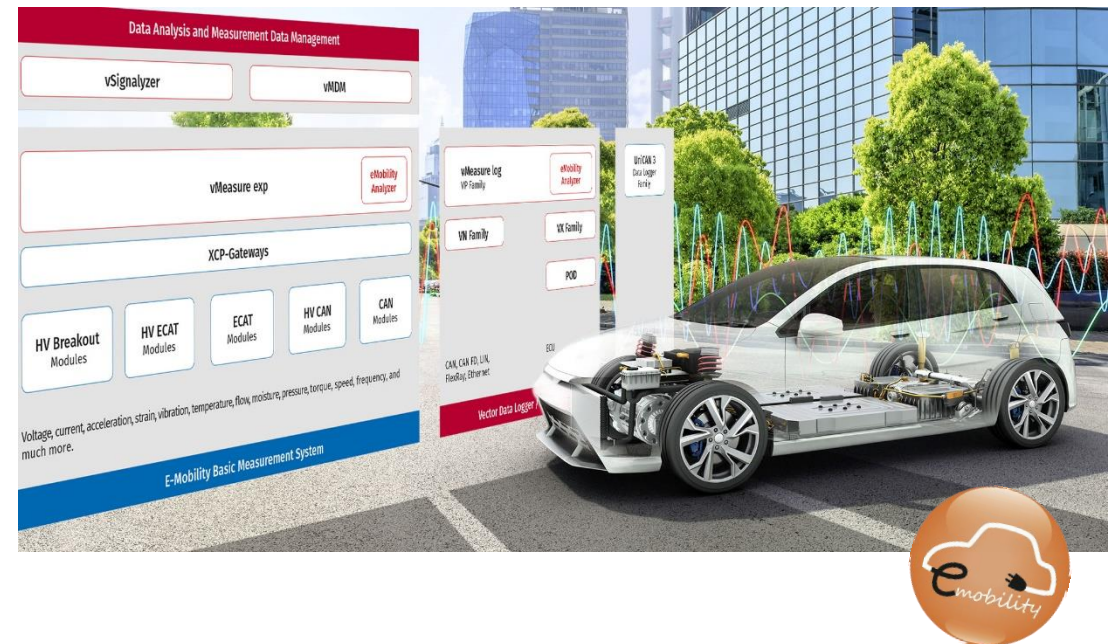 Data Analysis and Measurement Data Management
vSignalyzer
vMDM
vMeasure exp
eMobility
Analyzer
XCP-Gateways
HV Breakout
Modules
HV ECAT
Modules
ECAT
Modules
HV CAN
Modules
CAN
Modules
Voltage, current, acceleration, strain, vibration, temperature, flow, moisture, pressure, torque, speed, frequency, and
much more.
E-Mobility Basic Measurement System
vMeasure log
VP Family
eMobility
Analyzer
VN Family
VX Family
POD
CAN, CAN FD, LIN,
FlexRay, Ethernet
ECU
Vector Data Logger
UniCAN 3
Data Logger
Family
e
mobility